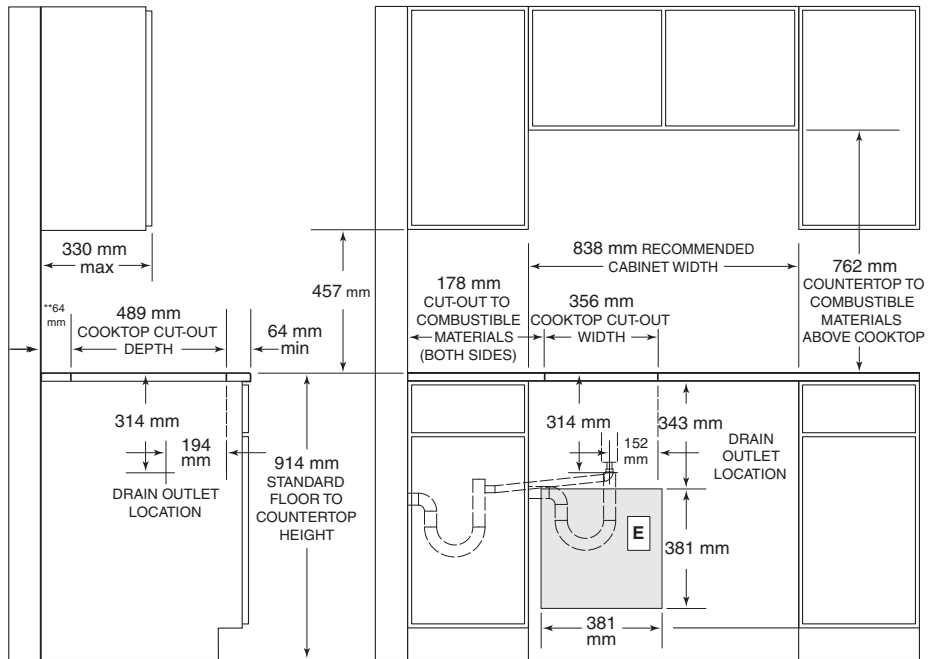 330 mm
max
**64
mm
489 mm
COOKTOP CUT-OUT
DEPTH
64 mm
min
457 mm
314 mm
194
mm
DRAIN OUTLET
LOCATION
914 mm
STANDARD
FLOOR TO
COUNTERTOP
HEIGHT
838 mm RECOMMENDED
CABINET WIDTH
178 mm
CUT-OUT TO
COMBUSTIBLE
MATERIALS
(BOTH SIDES)
356 mm
COOKTOP CUT-OUT
WIDTH
762 mm
COUNTERTOP TO
COMBUSTIBLE
MATERIALS
ABOVE COOKTOP
314 mm
152
mm
343 mm
DRAIN
OUTLET
LOCATION
E
381 mm
381
mm